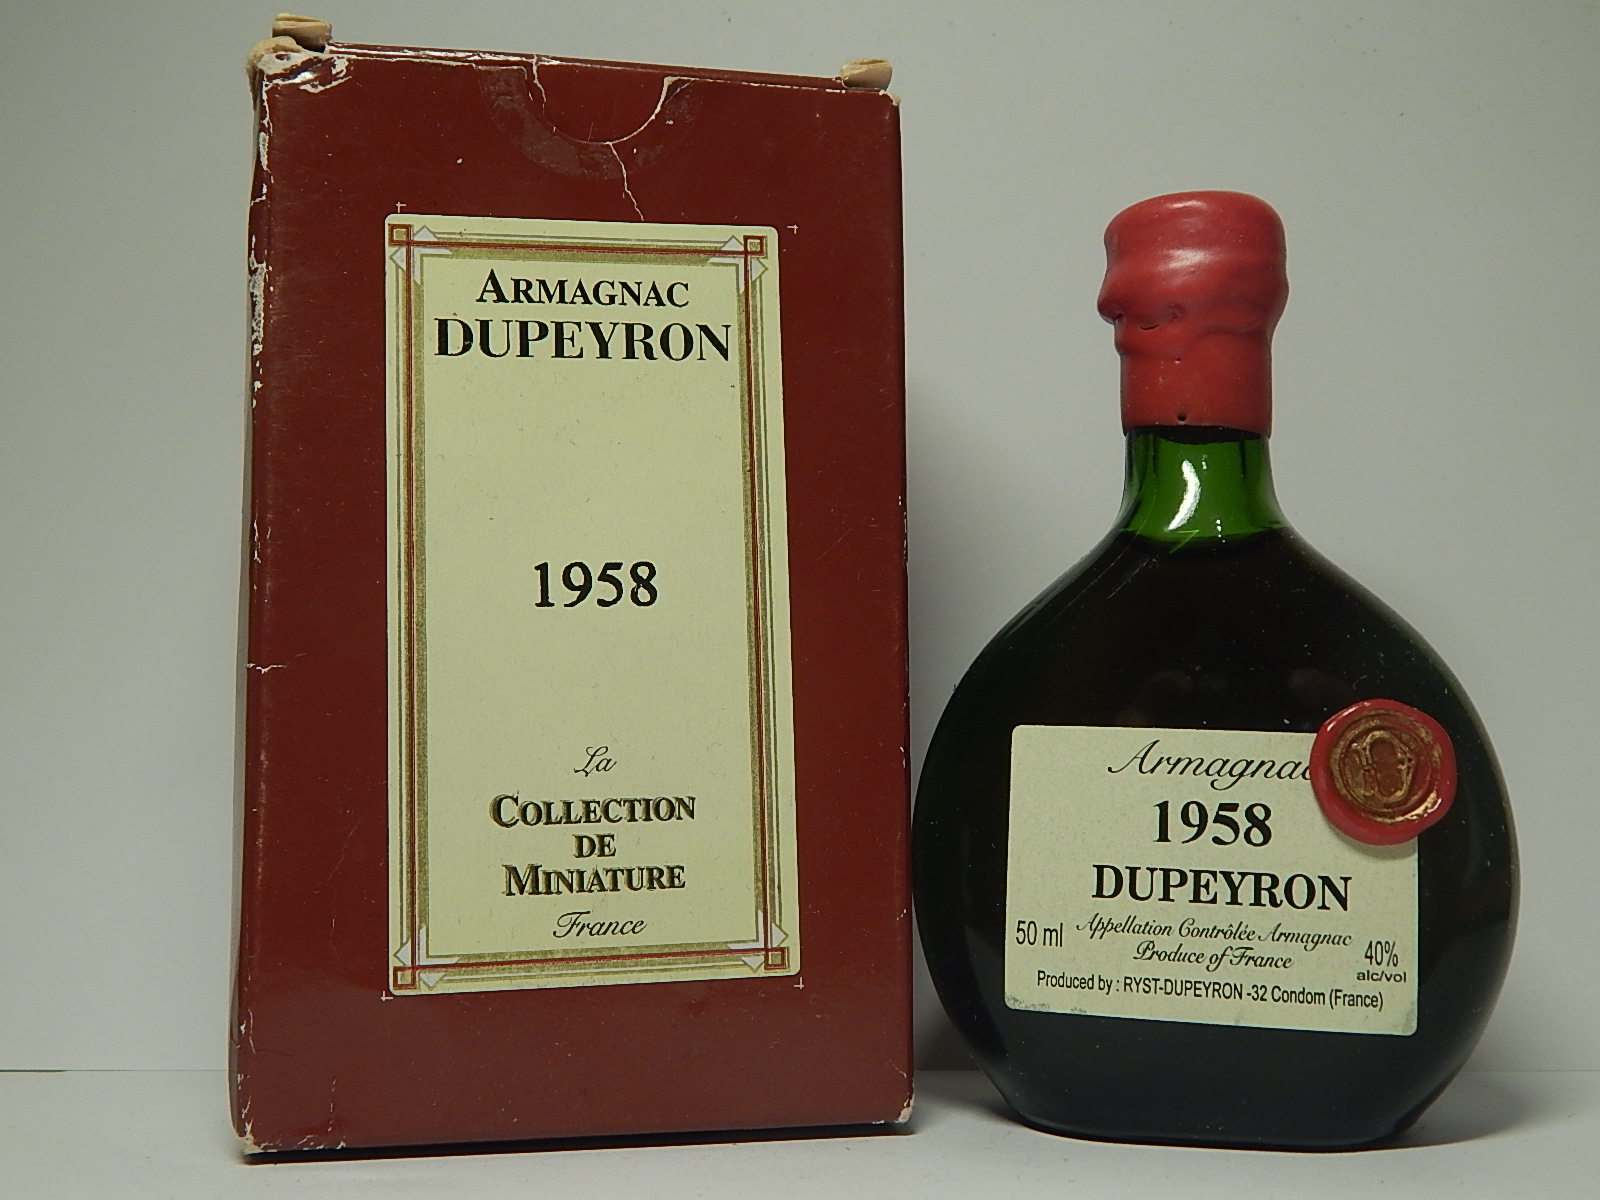 ARMAGNAC
DUPEYRON
1958
La
COLLECTION
DE
MINIATURE
France
Armagnac
1958
DUPEYRON
50 ml
Appellation Contrôlée Armagnac
Produce of France
40%
alc/vol
Produced by : RYST-DUPEYRON -32 Condom (France)
D